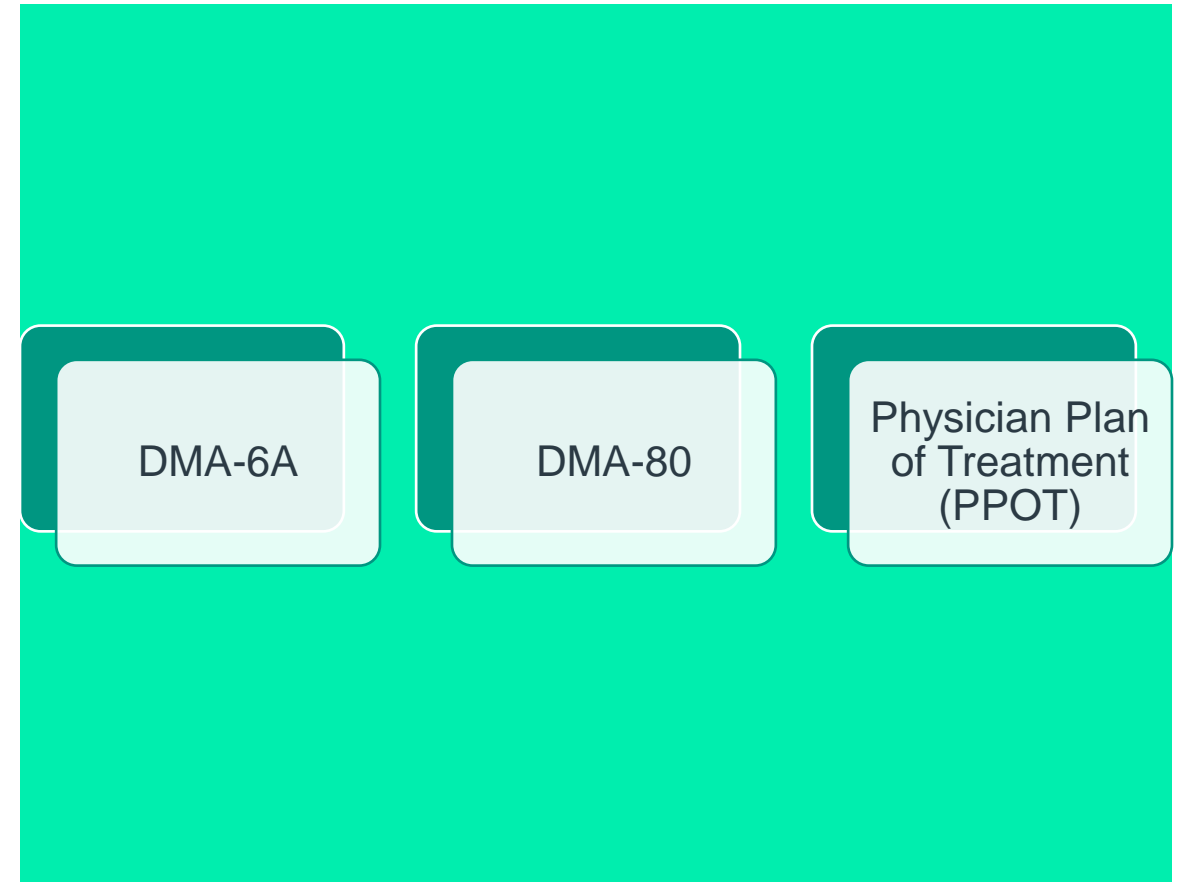 DMA-6A
DMA-80
Physician Plan
of Treatment
(PPOT)